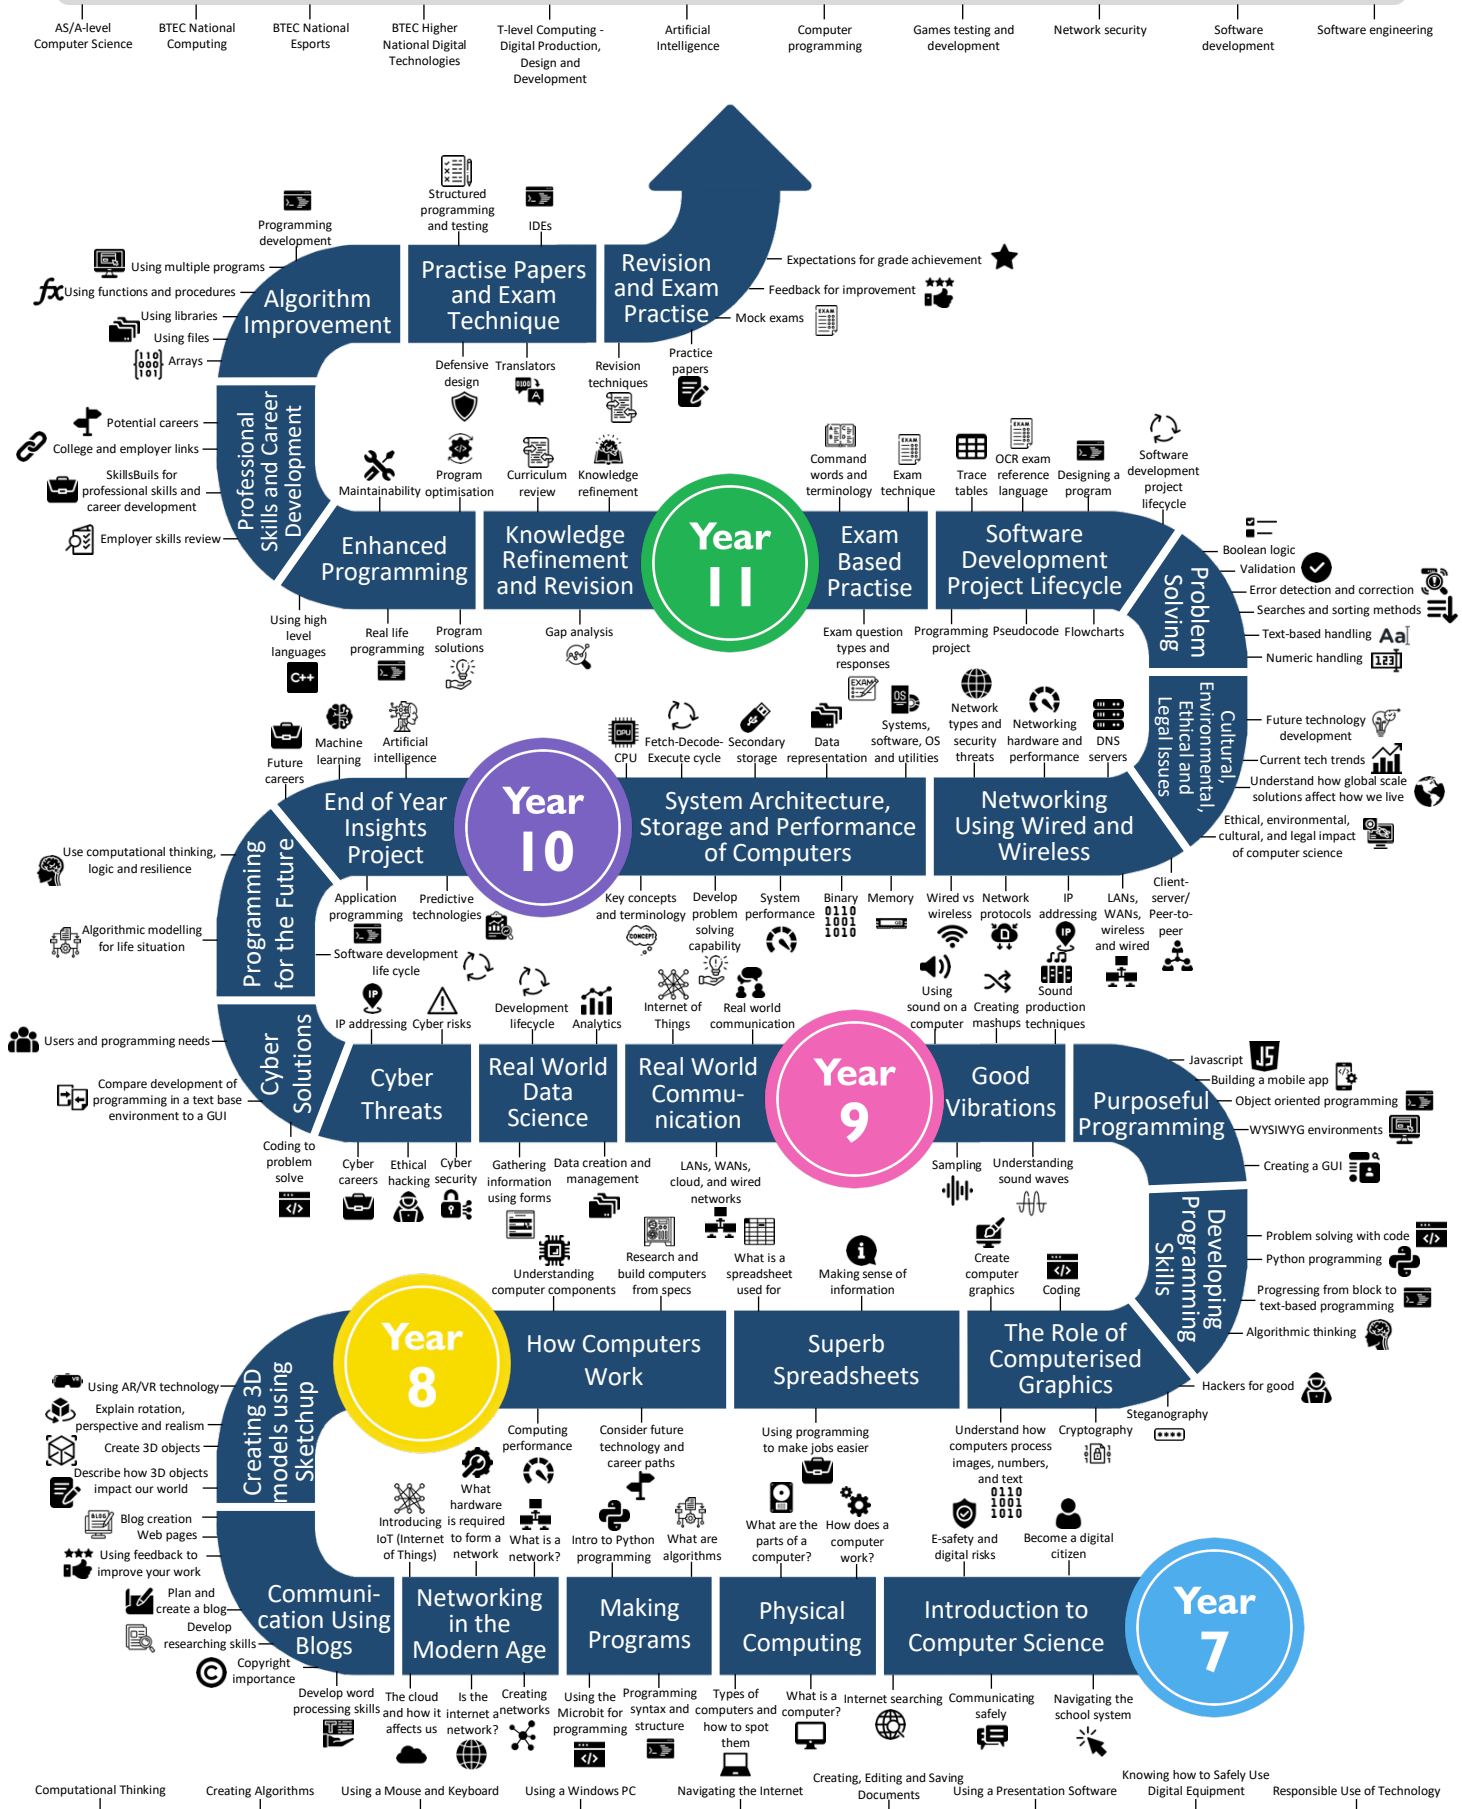 AS/A-level
Computer Science
BTEC National
Computing
BTEC National
Esports
BTEC Higher
National Digital
Technologies
T-level Computing -
Digital Production,
Design and
Development
Artificial
Intelligence
Computer
programming
Games testing and
development
Network security
Software
development
Software engineering
Structured
programming
and testing
IDEs
Programming
development
Using multiple programs
fx Using functions and procedures
Using libraries
Using files
Arrays
Algorithm
Improvement
Practise Papers
and Exam
Technique
Revision
and Exam
Practise
Expectations for grade achievement
Feedback for improvement
Mock exams
EXAM
Practice
papers
Defensive
design
Translators
Revision
techniques
Professional
Skills and Career
Development
Potential careers
College and employer links
SkillsBuils for
professional skills and
career development
Employer skills review
Maintainability
Program
optimisation
Curriculum
review
Knowledge
refinement
Command
words and
terminology
EXAM
Exam
technique
Trace
tables
EXAM
OCR exam
reference
language
Designing a
program
Software
development
project
lifecycle
Enhanced
Programming
Knowledge
Refinement
and Revision
Year
11
Exam
Based
Practise
Software
Development
Project Lifecycle
Problem
Solving
Boolean logic
Validation
Error detection and correction
Searches and sorting methods
Text-based handling Aa
Numeric handling 123
Using high
level
languages
C++
Real life
programming
Program
solutions
Gap analysis
Exam question
types and
responses
EXAM
Programming
project
Pseudocode
Flowcharts
Cultural,
Environmental,
Ethical and
Legal Issues
Future technology
development
Current tech trends
Understand how global scale
solutions affect how we live
Ethical, environmental,
cultural, and legal impact
of computer science
Future
careers
Machine
learning
Artificial
intelligence
CPU
CPU
Fetch-Decode-
Execute cycle
Secondary
storage
Data
representation
OS
Systems,
software, OS
and utilities
Network
types and
security
threats
Networking
hardware and
performance
DNS
servers
End of Year
Insights
Project
Year
10
System Architecture,
Storage and Performance
of Computers
Networking
Using Wired and
Wireless
Programming
for the Future
Use computational thinking,
logic and resilience
Algorithmic modelling
for life situation
Application
programming
Predictive
technologies
Software development
life cycle
Key concepts
and terminology
CONCEPT
Develop
problem
solving
capability
System
performance
Binary
0110
1001
1010
Memory
Wired vs
wireless
Network
protocols
IP
addressing
IP
LANs,
WANs,
wireless
and wired
Client-
server/
Peer-to-
peer
IP
IP addressing
Cyber risks
Development
lifecycle
Analytics
Internet of
Things
Real world
communication
Using
sound on a
computer
Creating
mashups
Sound
production
techniques
Cyber
Solutions
Users and programming needs
Compare development of
programming in a text base
environment to a GUI
Coding to
problem
solve
Cyber
Threats
Real World
Data
Science
Real World
Commu-
nication
Year
9
Good
Vibrations
Purposeful
Programming
Javascript
JS
Building a mobile app
Object oriented programming
WYSIWYG environments
Creating a GUI
Cyber
careers
Ethical
hacking
Cyber
security
Gathering
information
using forms
Data creation and
management
LANs, WANs,
cloud, and wired
networks
Sampling
Understanding
sound waves
Developing
Programming
Skills
Problem solving with code
Python programming
Progressing from block to
text-based programming
Algorithmic thinking
Hackers for good
Understanding
computer components
Research and
build computers
from specs
What is a
spreadsheet
used for
Making sense of
information
Create
computer
graphics
Coding
Year
8
How Computers
Work
Superb
Spreadsheets
The Role of
Computerised
Graphics
Creating 3D
models using
Sketchup
Using AR/VR technology
Explain rotation,
perspective and realism
Create 3D objects
Describe how 3D objects
impact our world
Computing
performance
Consider future
technology and
career paths
Using programming
to make jobs easier
Understand how
computers process
images, numbers,
and text
0110
1001
1010
Cryptography
Steganography
BLOG
Blog creation
Web pages
Using feedback to
improve your work
Plan and
create a blog
Develop
researching skills
Copyright
importance
Introducing
IoT (Internet
of Things)
What
hardware
is required
to form a
network
What is a
network?
Intro to Python
programming
What are
algorithms
What are the
parts of a
computer?
How does a
computer
work?
E-safety and
digital risks
Become a digital
citizen
Communi-
cation Using
Blogs
Networking
in the
Modern Age
Making
Programs
Physical
Computing
Introduction to
Computer Science
Year
7
Develop word
processing skills
The cloud
and how it
affects us
Is the
internet a
network?
Creating
networks
Using the
Microbit for
programming
Programming
syntax and
structure
Types of
computers and
how to spot
them
What is a
computer?
Internet searching
Communicating
safely
Navigating the
school system
Computational Thinking
Creating Algorithms
Using a Mouse and Keyboard
Using a Windows PC
Navigating the Internet
Creating, Editing and Saving
Documents
Using a Presentation Software
Knowing how to Safely Use
Digital Equipment
Responsible Use of Technology